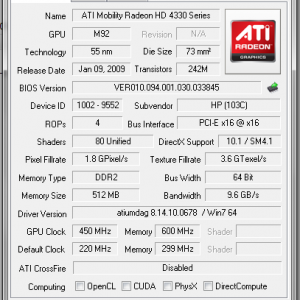 Name ATI Mobility Radeon HD 4330 Series
GPU M92 Revision N/A
Technology 55 nm Die Size 73 mm²
Release Date Jan 09, 2009 Transistors 242M
BIOS Version VER010.094.001.030.033845
Device ID 1002 - 9552 Subvendor HP (103C)
ROPs 4 Bus Interface PCI-E x16 @ x16
Shaders 80 Unified DirectX Support 10.1 / SM4.1
Pixel Fillrate 1.8 GPixel/s Texture Fillrate 3.6 GTexel/s
Memory Type DDR2 Bus Width 64 Bit
Memory Size 512 MB Bandwidth 9.6 GB/s
Driver Version atiumdag 8.14.10.0678 / Win7 64
GPU Clock 450 MHz Memory 600 MHz Shader
Default Clock 220 MHz Memory 299 MHz Shader
ATI CrossFire Disabled
Computing OpenCL CUDA PhysX DirectCompute
ATI
RADEON
GRAPHICS